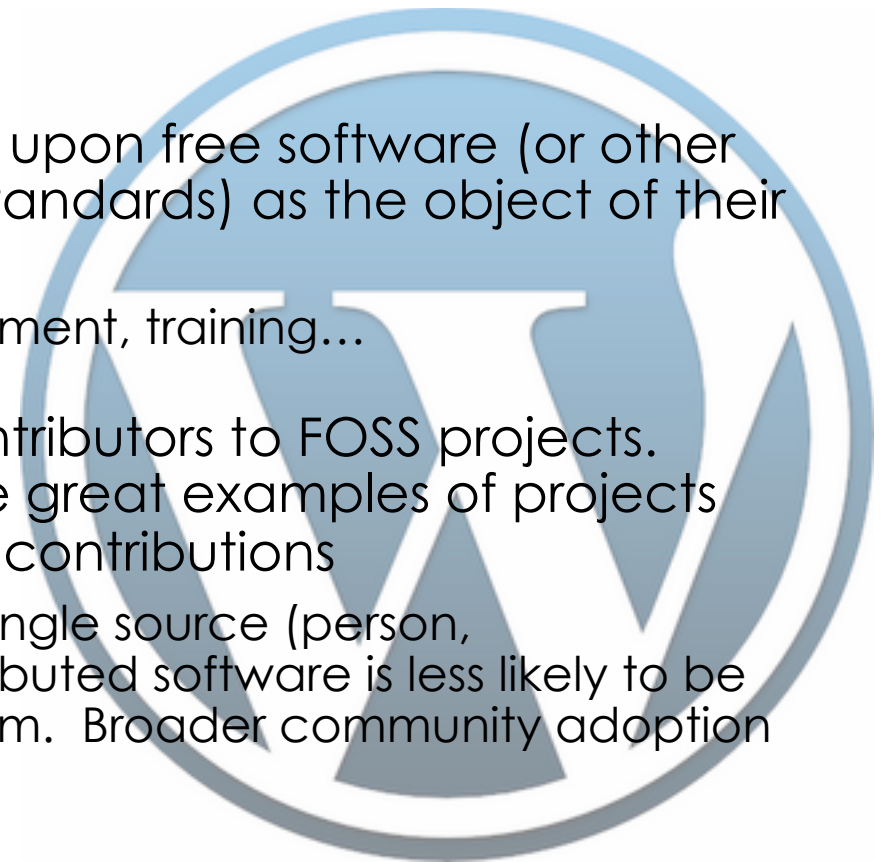 upon free software (or other
tandards) as the object of their
ment, training…
ntributors to FOSS projects.
e great examples of projects
contributions
ngle source (person,
buted software is less likely to be
m.  Broader community adoption